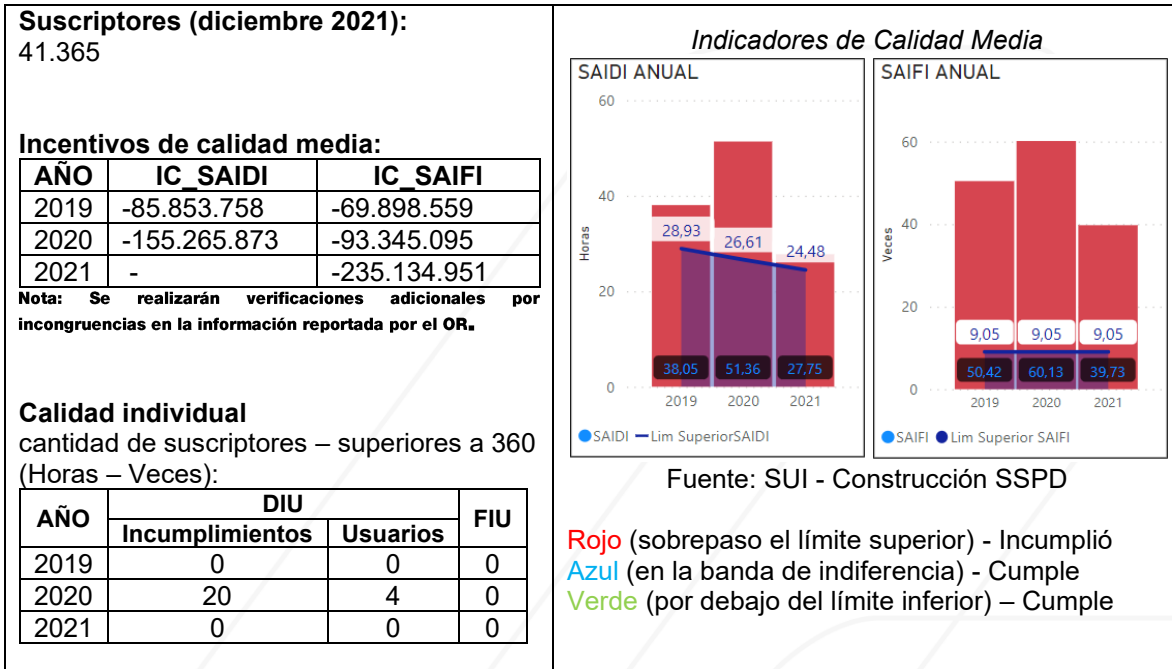 Suscriptores (diciembre 2021):
41.365
Incentivos de calidad media:
AÑO IC_SAIDI IC_SAIFI
2019 -85.853.758 -69.898.559
2020 -155.265.873 -93.345.095
2021 - -235.134.951
Nota: Se realizarán verificaciones adicionales por
incongruencias en la información reportada por el OR.
Calidad individual
cantidad de suscriptores – superiores a 360
(Horas – Veces):
AÑO DIU FIU
Incumplimientos Usuarios
2019 0 0 0
2020 20 4 0
2021 0 0 0
Indicadores de Calidad Media
SAIDI ANUAL
60
40
20
0
Horas
28,93 26,61 24,48
38,05 51,36 27,75
2019 2020 2021
SAIDI Lim SuperiorSAIDI
SAIFI ANUAL
60
40
20
0
Veces
9,05 9,05 9,05
50,42 60,13 39,73
2019 2020 2021
SAIFI Lim Superior SAIFI
Fuente: SUI - Construcción SSPD
Rojo (sobrepaso el límite superior) - Incumplió
Azul (en la banda de indiferencia) - Cumple
Verde (por debajo del límite inferior) – Cumple